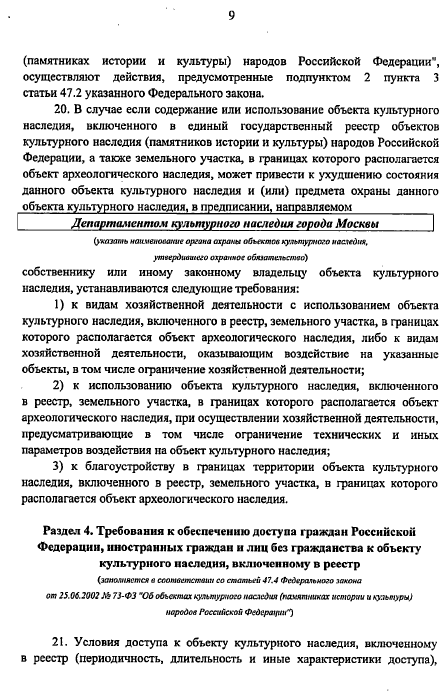 9
(памятниках истории и культуры) народов Российской Федерации",
осуществляют действия, предусмотренные подпунктом 2 пункта 3
статьи 47.2 указанного Федерального закона.
20. В случае если содержание или использование объекта культурного
наследия, включенного в единый государственный реестр объектов
культурного наследия (памятников истории и культуры) народов Российской
Федерации, а также земельного участка, в границах которого располагается
объект археологического наследия, может привести к ухудшению состояния
данного объекта культурного наследия и (или) предмета охраны данного
объекта культурного наследия, в предписании, направляемом
Департаментом культурного наследия города Москвы
(указать наименование органа охраны объектов культурного наследия,
утвердившего охранное обязательство)
собственнику или иному законному владельцу объекта культурного
наследия, устанавливаются следующие требования:
1) к видам хозяйственной деятельности с использованием объекта
культурного наследия, включенного в реестр, земельного участка, в границах
которого располагается объект археологического наследия, либо к видам
хозяйственной деятельности, оказывающим воздействие на указанные
объекты, в том числе ограничение хозяйственной деятельности;
2) к использованию объекта культурного наследия, включенного
в реестр, земельного участка, в границах которого располагается объект
археологического наследия, при осуществлении хозяйственной деятельности,
предусматривающие в том числе ограничение технических и иных
параметров воздействия на объект культурного наследия;
3) к благоустройству в границах территории объекта культурного
наследия, включенного в реестр, земельного участка, в границах которого
располагается объект археологического наследия.
Раздел 4. Требования к обеспечению доступа граждан Российской
Федерации, иностранных граждан и лиц без гражданства к объекту
культурного наследия, включенному в реестр
(заполняется в соответствии со статьей 47.4 Федерального закона
от 25.06.2002 № 73-ФЗ "Об объектах культурного наследия (памятниках истории и культуры)
народов Российской Федерации")
21. Условия доступа к объекту культурного наследия, включенному
в реестр (периодичность, длительность и иные характеристики доступа),